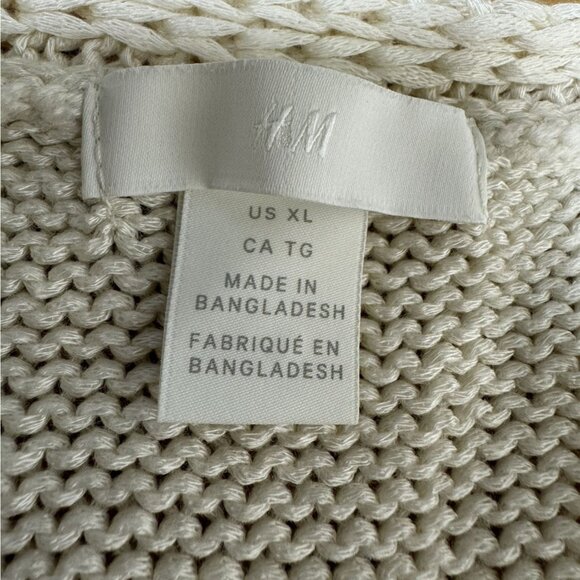 H&M
US XL
CA TG
MADE IN
BANGLADESH
FABRIQUÉ EN
BANGLADESH